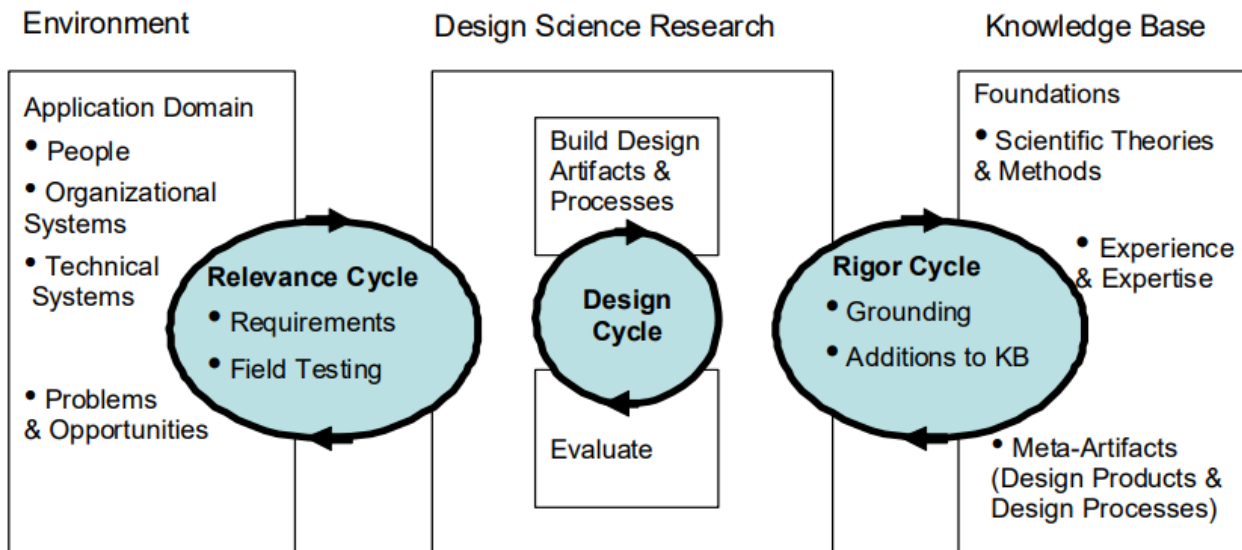 Environment
Design Science Research
Knowledge Base
Application Domain
• People
• Organizational
Systems
• Technical
Systems
• Problems
& Opportunities
Relevance Cycle
• Requirements
• Field Testing
Build Design
Artifacts &
Processes
Design
Cycle
Evaluate
Rigor Cycle
• Grounding
• Additions to KB
Foundations
• Scientific Theories
& Methods
• Experience
& Expertise
• Meta-Artifacts
(Design Products &
Design Processes)